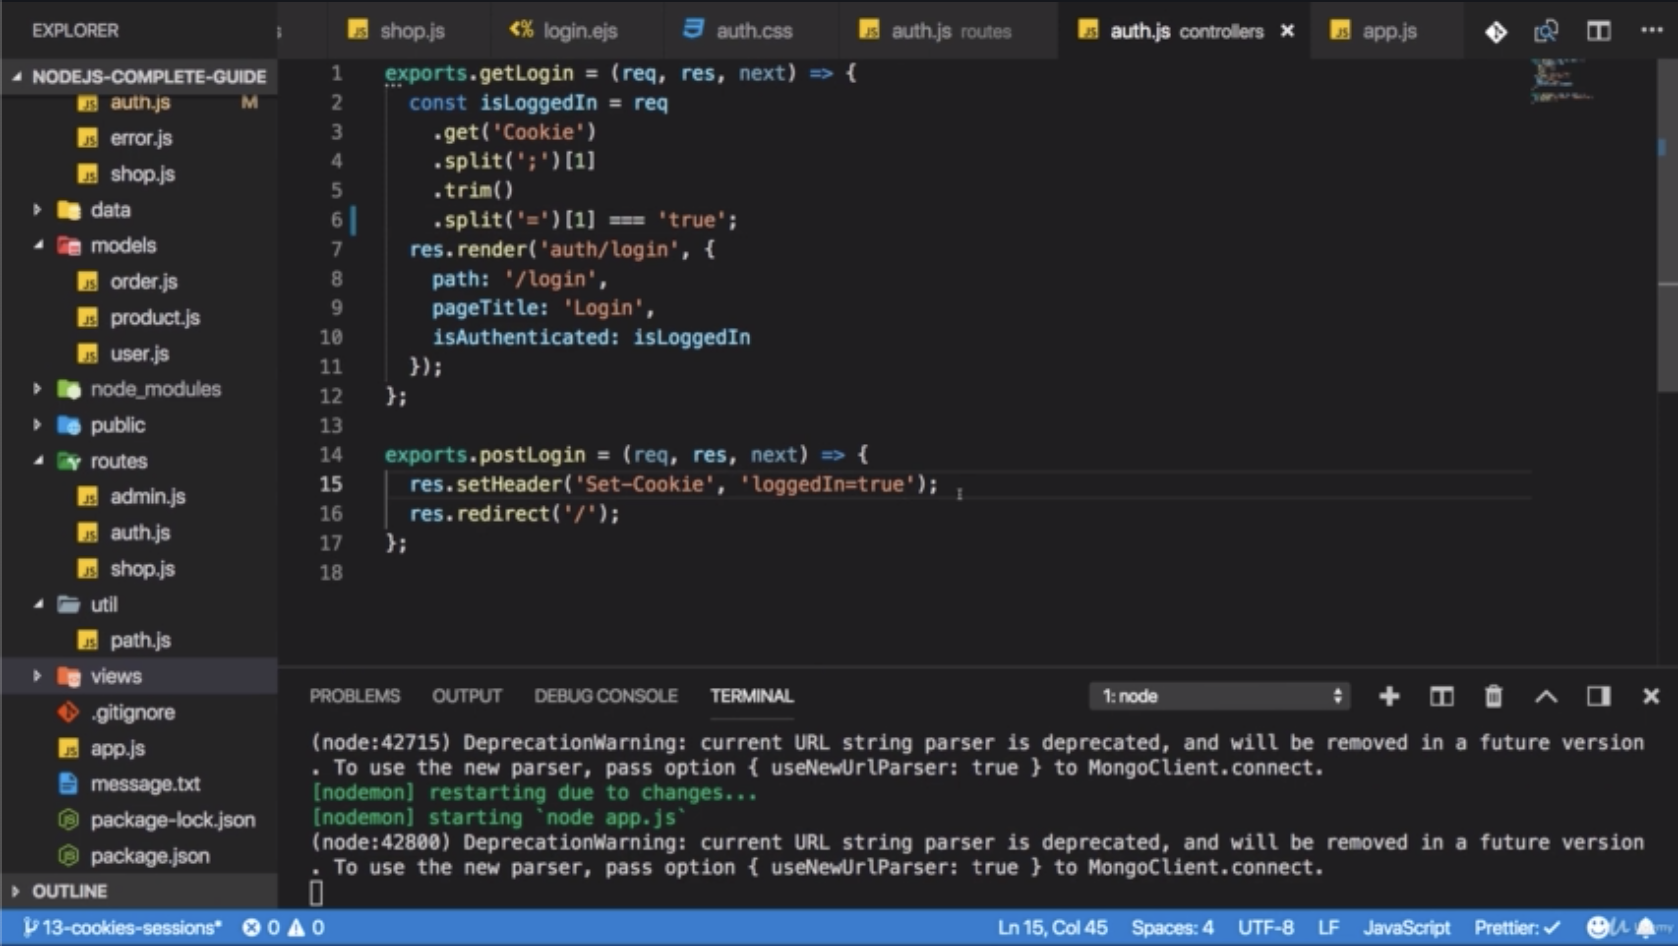 EXPLORER
shop.js
login.ejs
auth.css
auth.js routes
auth.js controllers
app.js
NODEJS-COMPLETE-GUIDE
auth.js M
error.js
shop.js
data
models
order.js
product.js
user.js
node_modules
public
routes
admin.js
auth.js
shop.js
util
path.js
views
.gitignore
app.js
message.txt
package-lock.json
package.json
OUTLINE
1 exports.getLogin = (req, res, next) => {
2 const isLoggedIn = req
3 .get('Cookie')
4 .split(';')[1]
5 .trim()
6 .split('=')[1] === 'true';
7 res.render('auth/login', {
8 path: '/login',
9 pageTitle: 'Login',
10 isAuthenticated: isLoggedIn
11 });
12 };
13
14 exports.postLogin = (req, res, next) => {
15 res.setHeader('Set-Cookie', 'loggedIn=true');
16 res.redirect('/');
17 };
18
PROBLEMS OUTPUT DEBUG CONSOLE TERMINAL
1: node
(node:42715) DeprecationWarning: current URL string parser is deprecated, and will be removed in a future version
. To use the new parser, pass option { useNewUrlParser: true } to MongoClient.connect.
[nodemon] restarting due to changes...
[nodemon] starting `node app.js`
(node:42800) DeprecationWarning: current URL string parser is deprecated, and will be removed in a future version
. To use the new parser, pass option { useNewUrlParser: true } to MongoClient.connect.
13-cookies-sessions* 0 0
Ln 15, Col 45 Spaces: 4 UTF-8 LF JavaScript Prettier: ✓